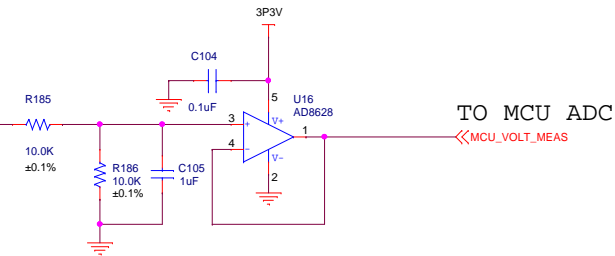 3P3V
C104
0.1uF
R185
10.0K
±0.1%
R186
10.0K
±0.1%
C105
1uF
U16
AD8628
5
V+
3
+
4
-
1
V-
2
TO MCU ADC
MCU_VOLT_MEAS